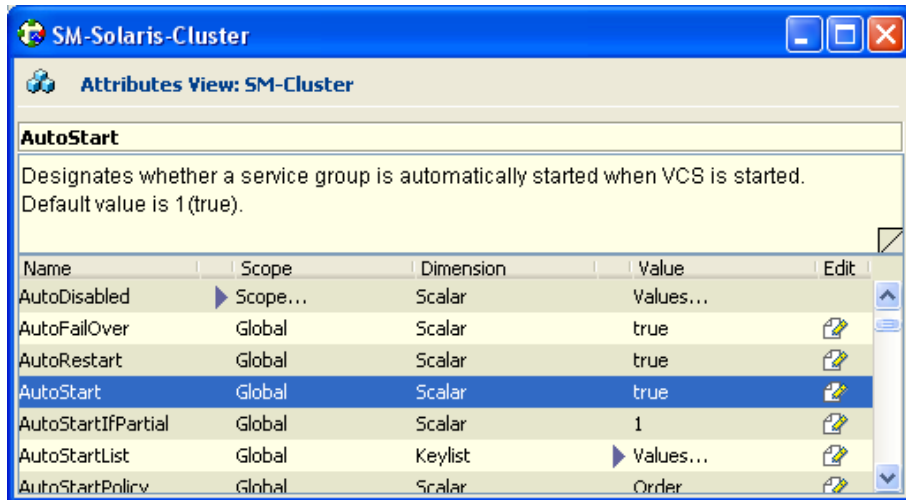 SM-Solaris-Cluster
Attributes View: SM-Cluster
AutoStart
Designates whether a service group is automatically started when VCS is started.
Default value is 1(true).
Name Scope Dimension Value Edit
AutoDisabled Scope... Scalar Values...
AutoFailOver Global Scalar true
AutoRestart Global Scalar true
AutoStart Global Scalar true
AutoStartIfPartial Global Scalar 1
AutoStartList Global Keylist Values...
AutoStartPolicy Global Scalar Order